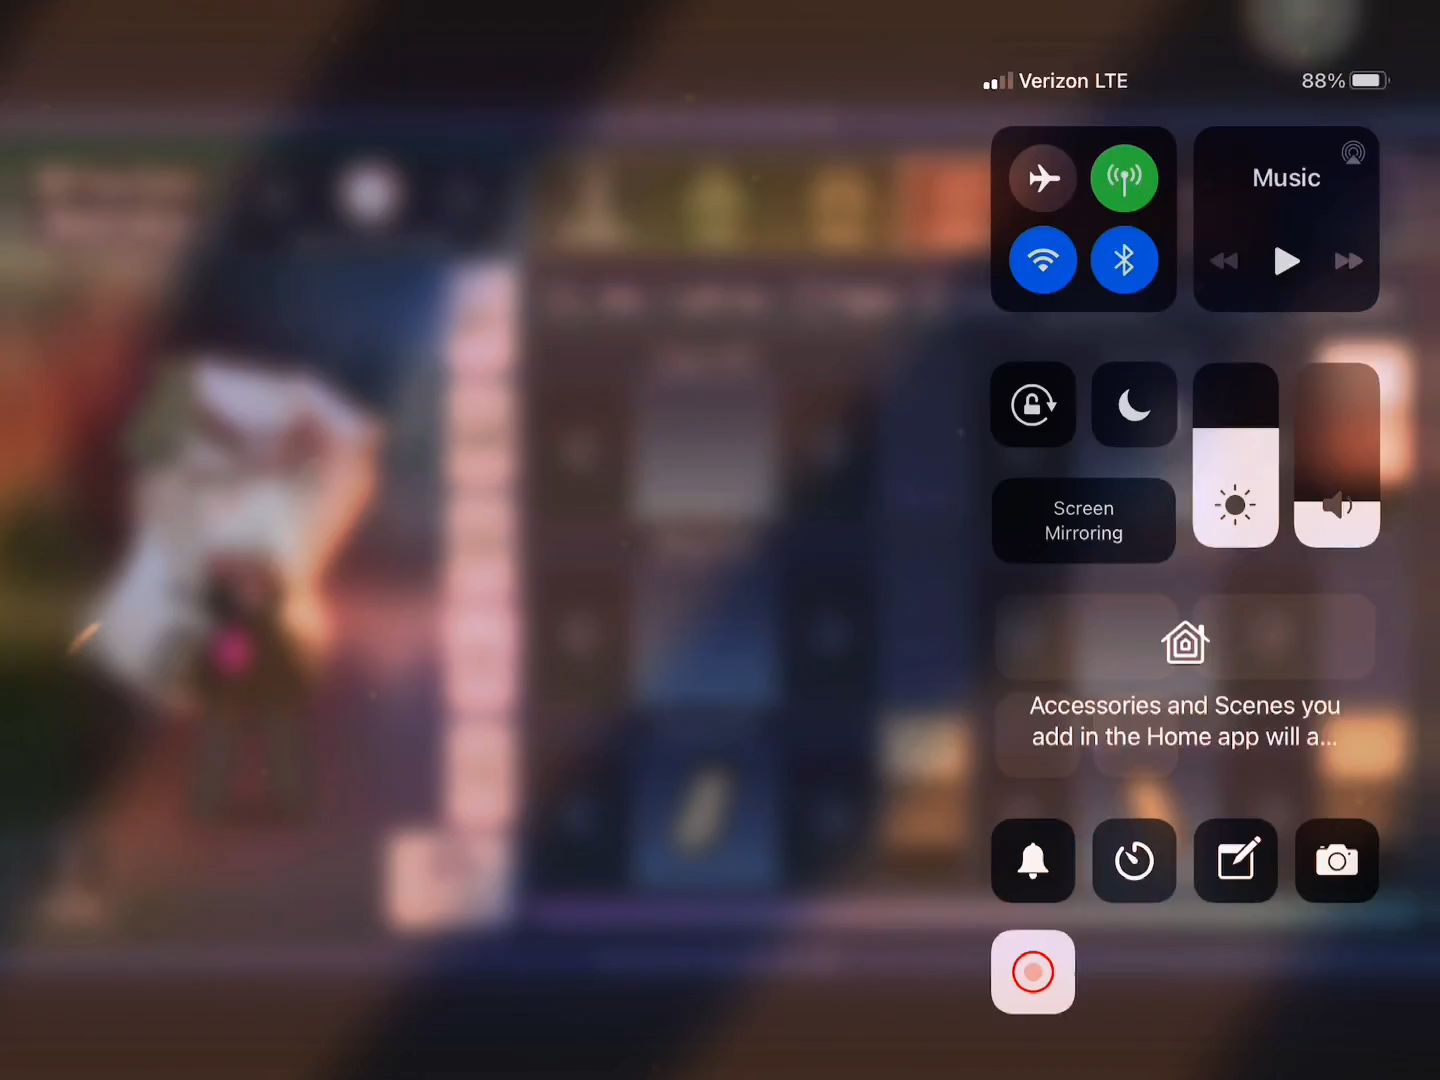 Verizon LTE
88%
Music
Screen
Mirroring
Accessories and Scenes you
add in the Home app will a...